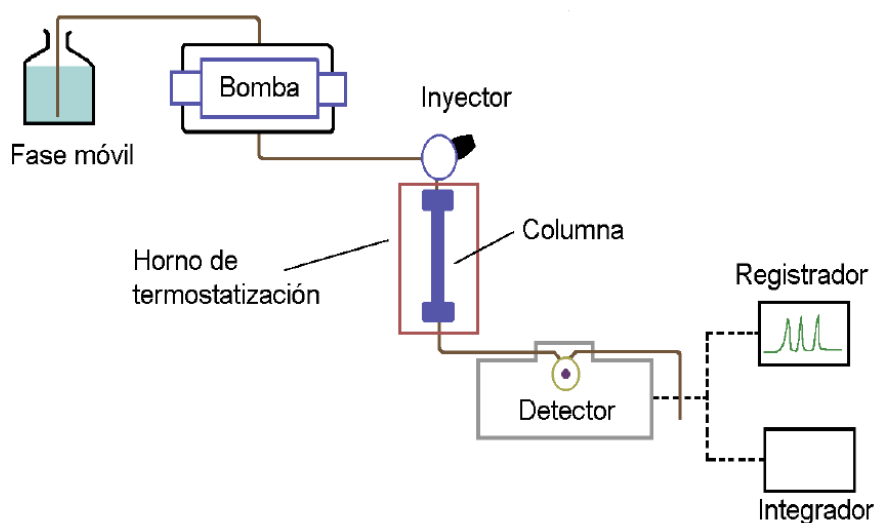 Bomba
Inyector
Fase móvil
Columna
Horno de
termostatización
Registrador
Detector
Integrador